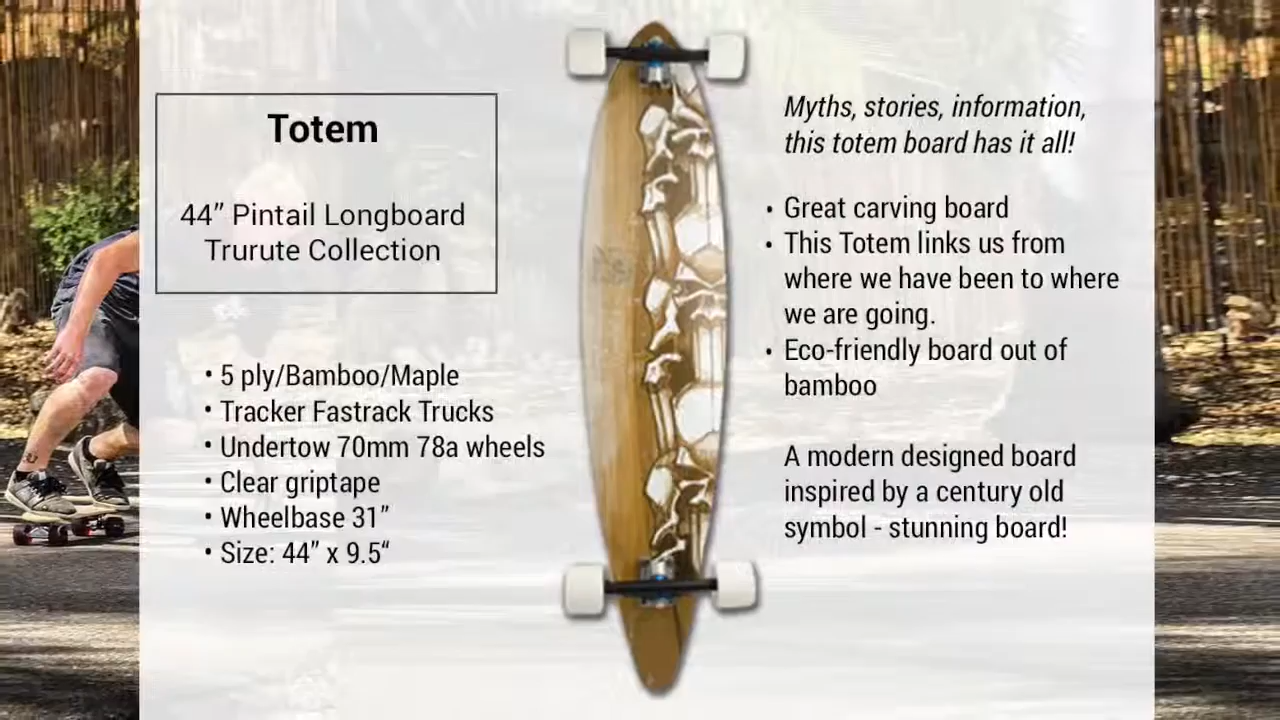 Totem
44” Pintail Longboard
Trurute Collection
• 5 ply/Bamboo/Maple
• Tracker Fastrack Trucks
• Undertow 70mm 78a wheels
• Clear griptape
• Wheelbase 31”
• Size: 44” x 9.5“
Myths, stories, information,
this totem board has it all!
• Great carving board
• This Totem links us from
where we have been to where
we are going.
• Eco-friendly board out of
bamboo
A modern designed board
inspired by a century old
symbol - stunning board!